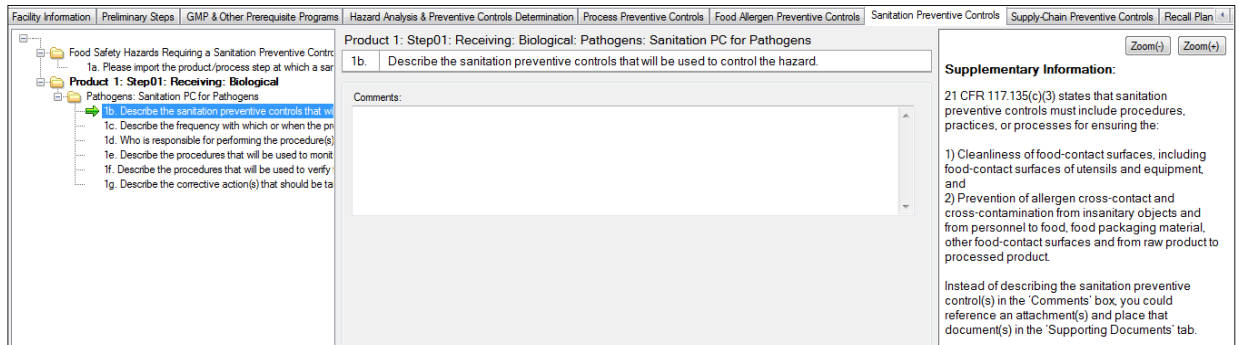 Facility Information Preliminary Steps GMP & Other Prerequisite Programs Hazard Analysis & Preventive Controls Determination Process Preventive Controls Food Allergen Preventive Controls Sanitation Preventive Controls Supply-Chain Preventive Controls Recall Plan
Food Safety Hazards Requiring a Sanitation Preventive Contrc
1a. Please import the product/process step at which a sar
Product 1: Step01: Receiving: Biological
Pathogens: Sanitation PC for Pathogens
1b. Describe the sanitation preventive controls that wi
1c. Describe the frequency with which or when the pr
1d. Who is responsible for performing the procedure(s)
1e. Describe the procedures that will be used to monit
1f. Describe the procedures that will be used to verify
1g. Describe the corrective action(s) that should be ta
Product 1: Step01: Receiving: Biological: Pathogens: Sanitation PC for Pathogens
1b. Describe the sanitation preventive controls that will be used to control the hazard.
Comments:
Zoom(-) Zoom(+)
Supplementary Information:
21 CFR 117.135(c)(3) states that sanitation
preventive controls must include procedures,
practices, or processes for ensuring the:
1) Cleanliness of food-contact surfaces, including
food-contact surfaces of utensils and equipment,
and
2) Prevention of allergen cross-contact and
cross-contamination from insanitary objects and
from personnel to food, food packaging material,
other food-contact surfaces and from raw product to
processed product.
Instead of describing the sanitation preventive
control(s) in the 'Comments' box, you could
reference an attachment(s) and place that
document(s) in the 'Supporting Documents' tab.